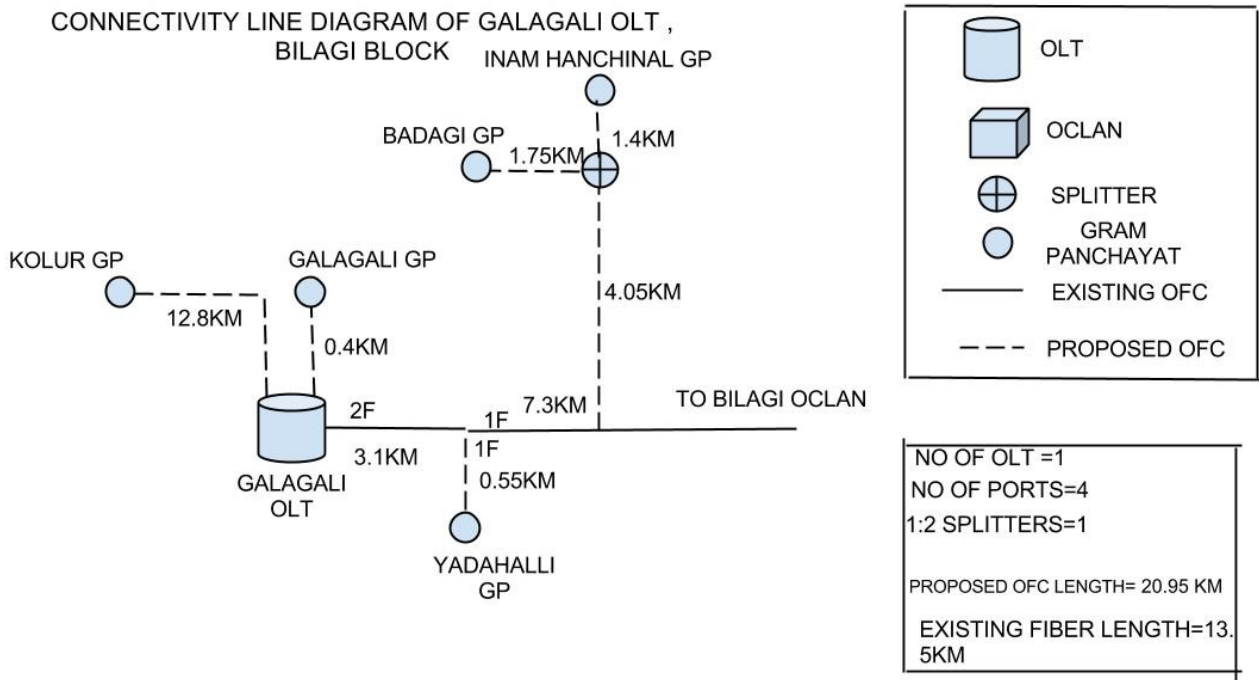 CONNECTIVITY LINE DIAGRAM OF GALAGALI OLT ,
BILAGI BLOCK
INAM HANCHINAL GP
BADAGI GP
1.4KM
1.75KM
KOLUR GP
GALAGALI GP
12.8KM
4.05KM
0.4KM
2F
7.3KM
TO BILAGI OCLAN
1F
3.1KM
1F
0.55KM
GALAGALI
OLT
YADAHALLI
GP
OLT
OCLAN
SPLITTER
GRAM
PANCHAYAT
EXISTING OFC
PROPOSED OFC
NO OF OLT =1
NO OF PORTS=4
1:2 SPLITTERS=1
PROPOSED OFC LENGTH= 20.95 KM
EXISTING FIBER LENGTH=13.
5KM